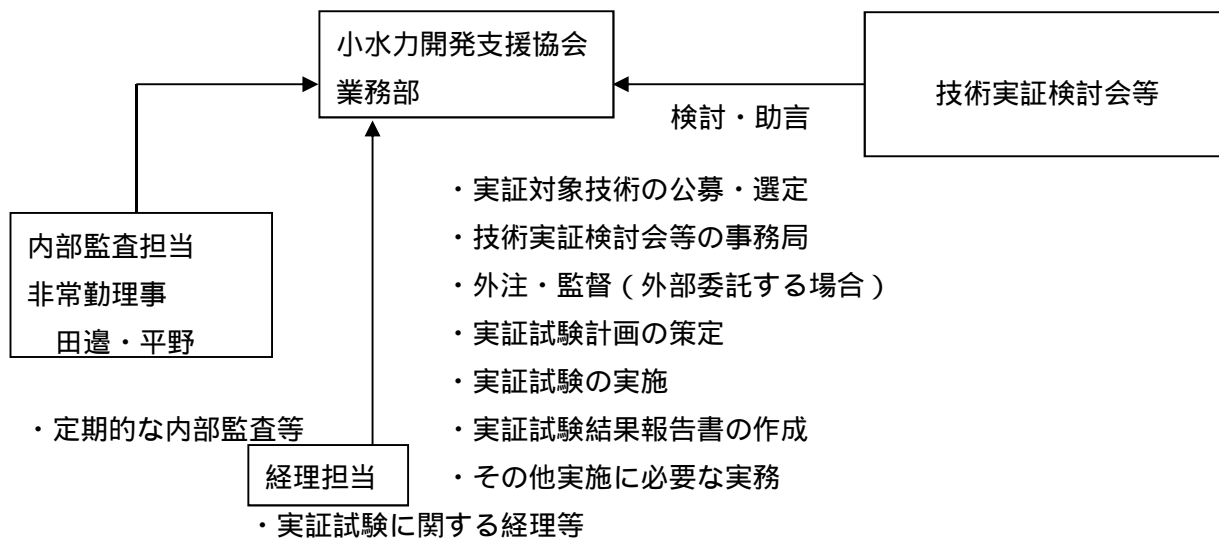 小水力開発支援協会
業務部
技術実証検討会等
検討・助言
・実証対象技術の公募・選定
・技術実証検討会等の事務局
・外注・監督（外部委託する場合）
・実証試験計画の策定
・実証試験の実施
・実証試験結果報告書の作成
・その他実施に必要な実務
内部監査担当
非常勤理事
田邉・平野
・定期的な内部監査等
経理担当
・実証試験に関する経理等